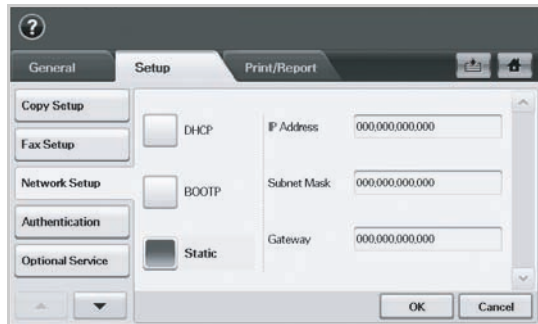 ?
General Setup Print/Report
Copy Setup
Fax Setup
Network Setup
Authentication
Optional Service
DHCP
BOOTP
Static
IP Address 000,000,000,000
Subnet Mask 000,000,000,000
Gateway 000,000,000,000
OK Cancel